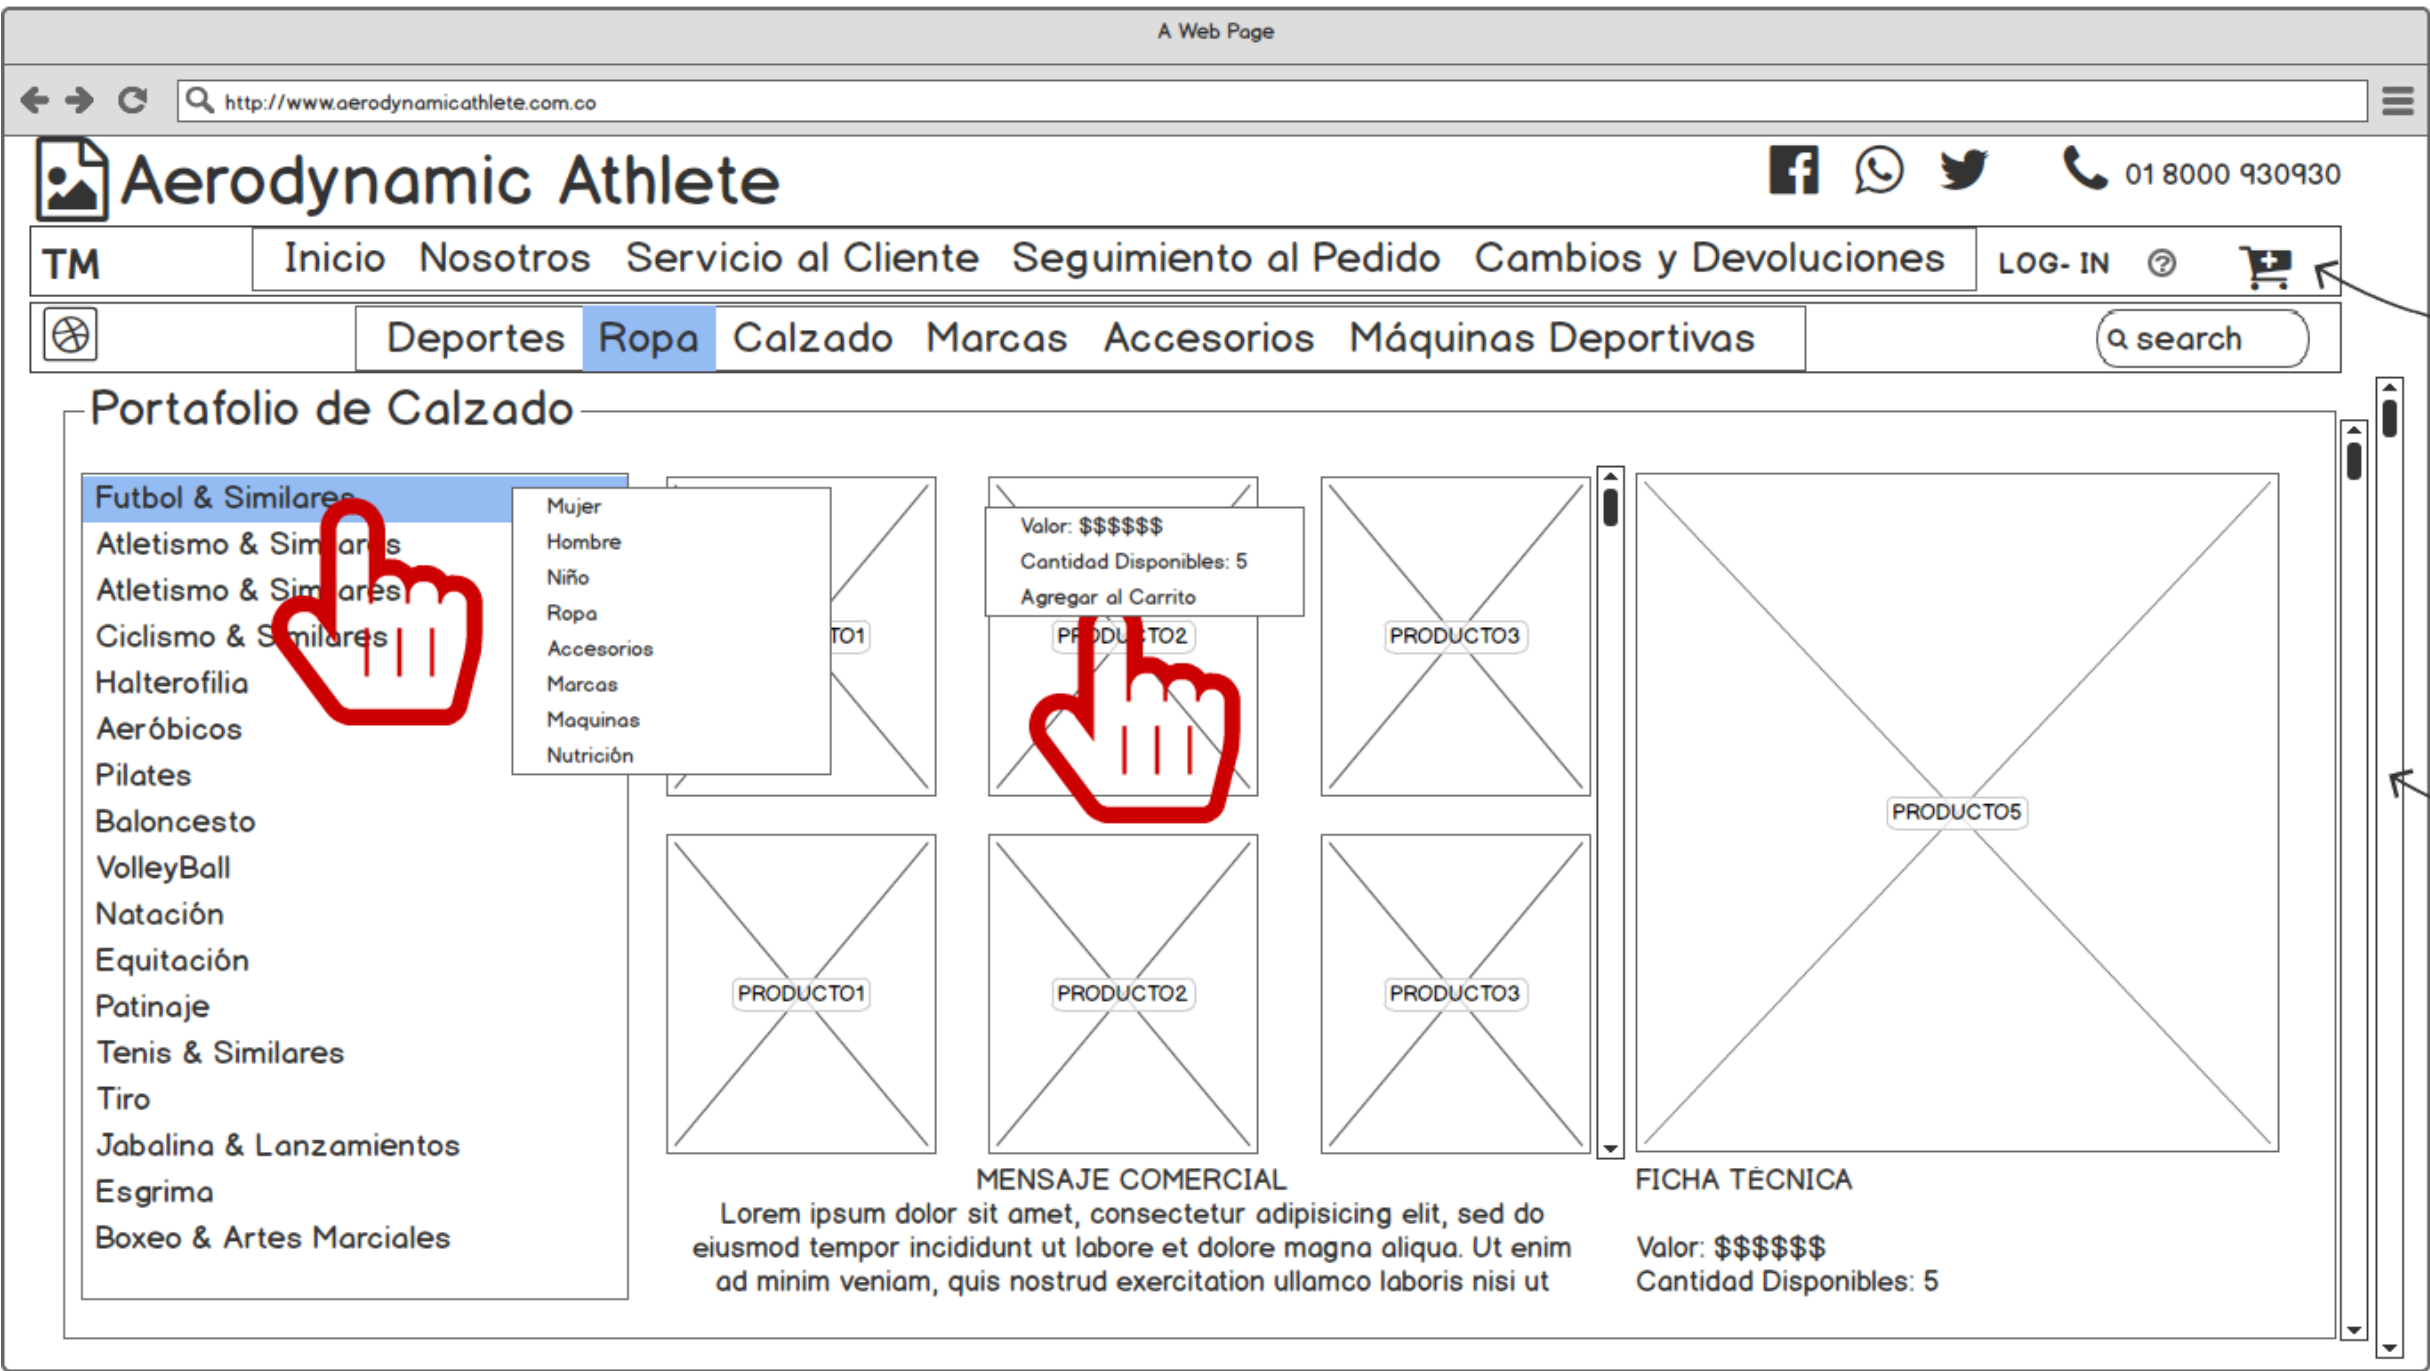 A Web Page
http://www.aerodynamicathlete.com.co
Aerodynamic Athlete
01 8000 930930
TM
Inicio Nosotros Servicio al Cliente Seguimiento al Pedido Cambios y Devoluciones
LOG- IN
Deportes Ropa Calzado Marcas Accesorios Máquinas Deportivas
search
Portafolio de Calzado
Futbol & Similares
Atletismo & Similares
Atletismo & Similares
Ciclismo & Similares
Halterofilia
Aeróbicos
Pilates
Baloncesto
VolleyBall
Natación
Equitación
Patinaje
Tenis & Similares
Tiro
Jabalina & Lanzamientos
Esgrima
Boxeo & Artes Marciales
Mujer
Hombre
Niño
Ropa
Accesorios
Marcas
Maquinas
Nutrición
TO1
Valor: $$$$$$
Cantidad Disponibles: 5
Agregar al Carrito
PRODUCTO2
PRODUCTO3
PRODUCTO1
PRODUCTO2
PRODUCTO3
MENSAJE COMERCIAL
Lorem ipsum dolor sit amet, consectetur adipisicing elit, sed do
eiusmod tempor incididunt ut labore et dolore magna aliqua. Ut enim
ad minim veniam, quis nostrud exercitation ullamco laboris nisi ut
PRODUCTO5
FICHA TÉCNICA
Valor: $$$$$$
Cantidad Disponibles: 5